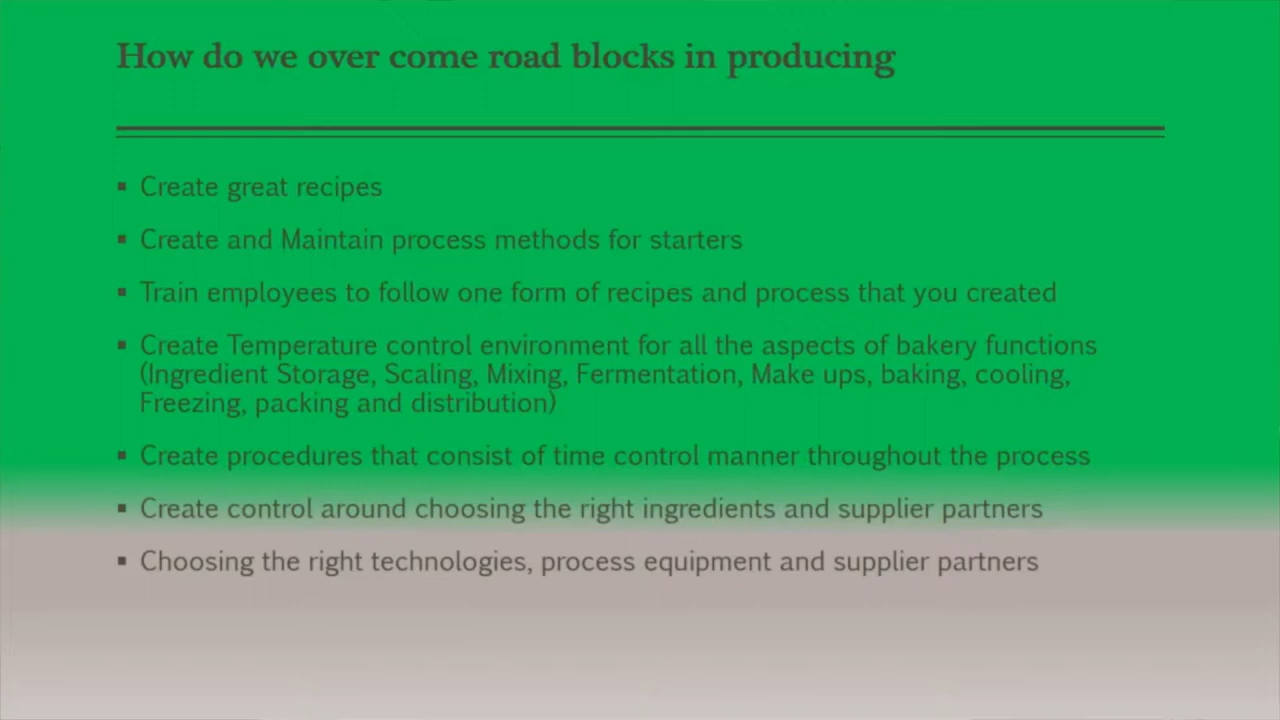 How do we over come road blocks in producing
▪ Create great recipes
▪ Create and Maintain process methods for starters
▪ Train employees to follow one form of recipes and process that you created
▪ Create Temperature control environment for all the aspects of bakery functions
(Ingredient Storage, Scaling, Mixing, Fermentation, Make ups, baking, cooling,
Freezing, packing and distribution)
▪ Create procedures that consist of time control manner throughout the process
▪ Create control around choosing the right ingredients and supplier partners
▪ Choosing the right technologies, process equipment and supplier partners